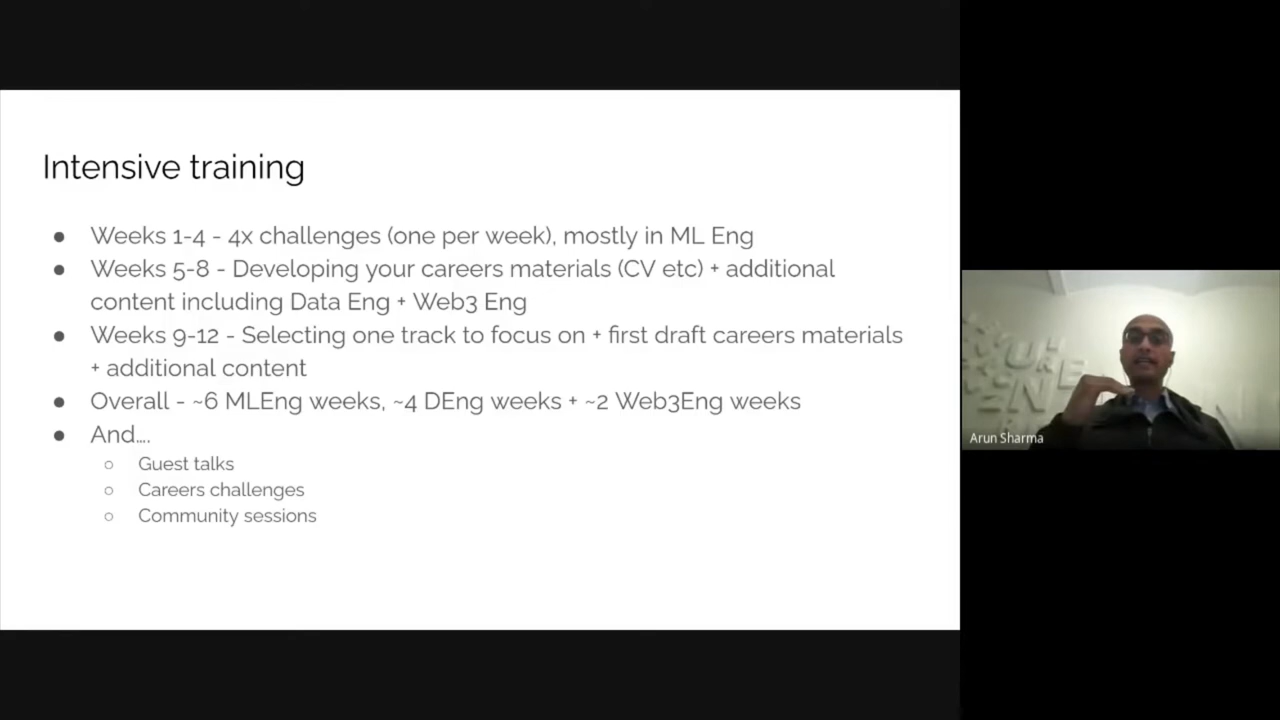 Intensive training
● Weeks 1-4 - 4x challenges (one per week), mostly in ML Eng
● Weeks 5-8 - Developing your careers materials (CV etc) + additional
content including Data Eng + Web3 Eng
● Weeks 9-12 - Selecting one track to focus on + first draft careers materials
+ additional content
● Overall - ~6 MLEng weeks, ~4 DEng weeks + ~2 Web3Eng weeks
● And....
○ Guest talks
○ Careers challenges
○ Community sessions
Arun Sharma